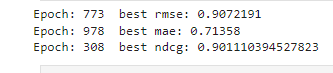 Epoch: 773  best rmse: 0.9072191
Epoch: 978  best mae: 0.71358
Epoch: 308  best ndcg: 0.901110394527823